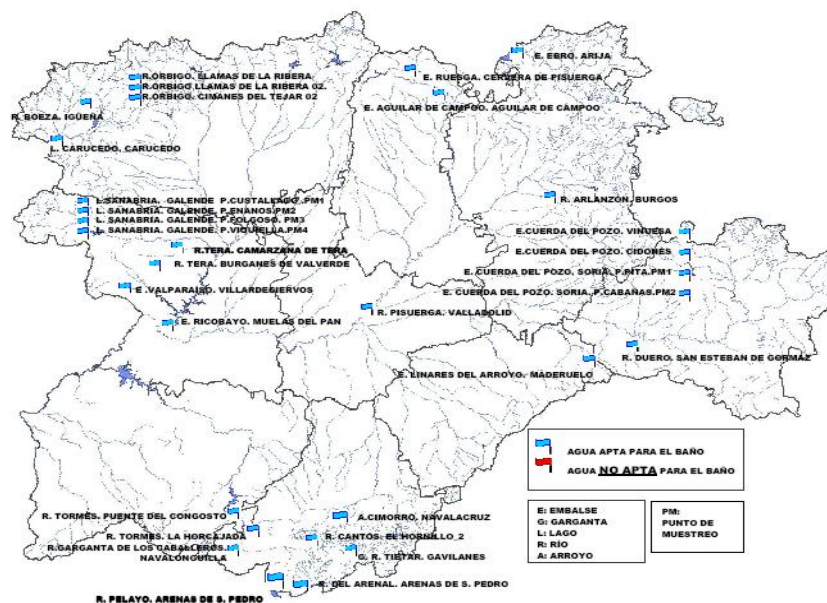 E. EBRO. ARIJA
R.ORBIGO. LLAMAS DE LA RIBERA
R.ORBIGO.LLAMAS DE LA RIBERA 02.
R.ORBIGO. CIMANES DEL TEJAR 02
E. RUESGA. CERVERA DE PISUERGA
E. AGUILAR DE CAMPOO. AGUILAR DE CAMPOO
R. BOEZA. IGÜEÑA
L. CARUCEDO. CARUCEDO
L.SANABRIA. GALENDE P.CUSTALLAGO.PM1
L. SANABRIA. GALENDE. P.ENANOS.PM2
L. SANABRIA. GALENDE. P.FOLGOSO. PM3
L. SANABRIA. GALENDE. P.VIQUIELLA.PM4
R. ARLANZÓN. BURGOS
E.CUERDA DEL POZO. VINUESA
E.CUERDA DEL POZO. CIDONES
E. CUERDA DEL POZO. SORIA. P.PITA.PM1
E. CUERDA DEL POZO. SORIA. P.CABAÑAS.PM2
R.TERA. CAMARZANA DE TERA
R. TERA. BURGANES DE VALVERDE
E.VALPARAISO. VILLARDECIERVOS
E. RICOBAYO. MUELAS DEL PAN
R. PISUERGA. VALLADOLID
R. DUERO. SAN ESTEBAN DE GORMAZ
E. LINARES DEL ARROYO. MADERUELO
AGUA APTA PARA EL BAÑO
AGUA NO APTA PARA EL BAÑO
E: EMBALSE
G: GARGANTA
L: LAGO
R: RÍO
A: ARROYO
PM:
PUNTO DE
MUESTREO
R. TORMES. PUENTE DEL CONGOSTO
A.CIMORRO. NAVALACRUZ
R. TORMES. LA HORCAJADA
R. CANTOS. EL HORNILLO_2
R.GARGANTA DE LOS CABALLEROS.
NAVALONGUILLA
G. R. TIETAR. GAVILANES
R. DEL ARENAL. ARENAS DE S. PEDRO
R. PELAYO. ARENAS DE S. PEDRO